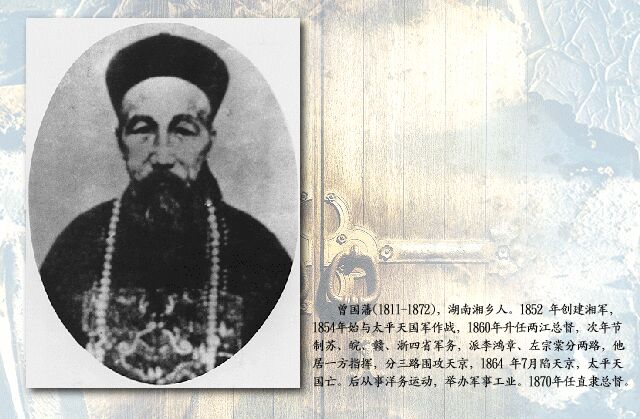 曾国藩(1811-1872)，湖南湘乡人。1852 年创建湘军，
1854年始与太平天国军作战，1860年升任两江总督，次年节
制苏、皖、赣、浙四省军务，派李鸿章、左宗棠分两路，他
居一方指挥，分三路围攻天京，1864 年7月陷天京，太平天
国亡。后从事洋务运动，举办军事工业。1870年任直隶总督。